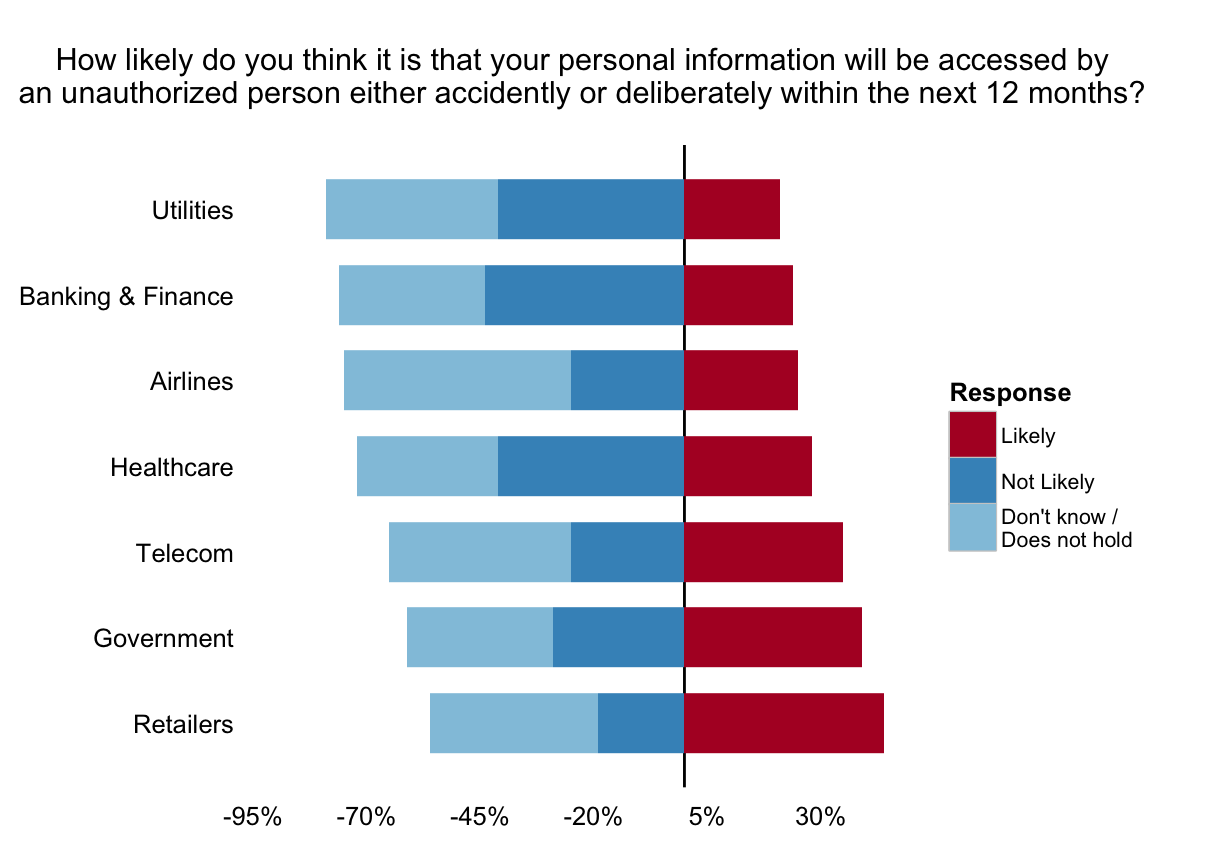 How likely do you think it is that your personal information will be accessed by
an unauthorized person either accidently or deliberately within the next 12 months?
Utilities
Banking & Finance
Airlines
Healthcare
Telecom
Government
Retailers
Response
Likely
Not Likely
Don't know /
Does not hold
-95% -70% -45% -20% 5% 30%